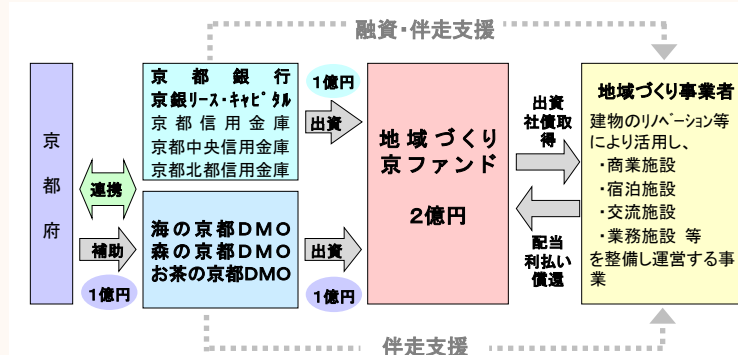 融資・伴走支援
京都府
連携
補助
1億円
京都銀行
京銀リース・キャピタル
京都信用金庫
京都中央信用金庫
京都北都信用金庫
海の京都DMO
森の京都DMO
お茶の京都DMO
1億円
出資
出資
1億円
地域づくり
京ファンド
2億円
出資
社債取
得
配当
利払い
償還
地域づくり事業者
建物のリノベーション等
により活用し、
・商業施設
・宿泊施設
・交流施設
・業務施設 等
を整備し運営する事
業
伴走支援